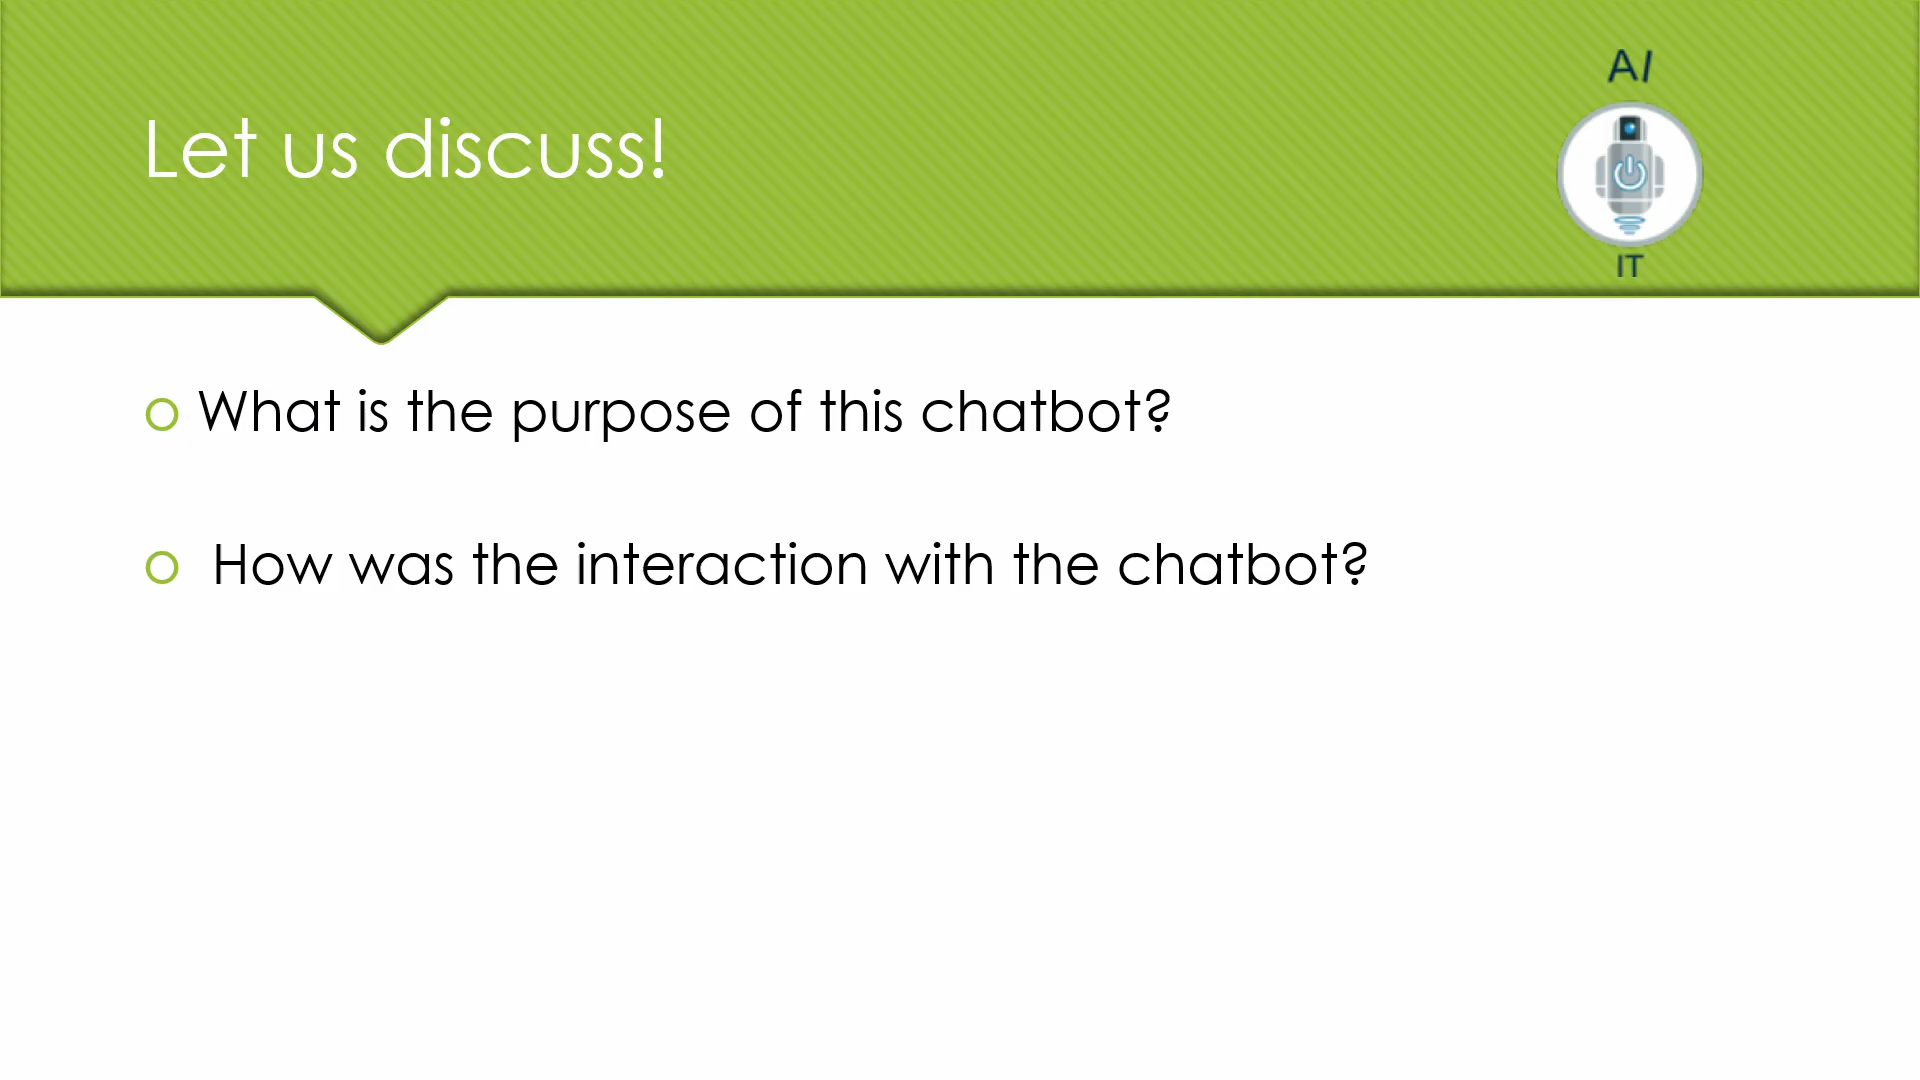 AI
Let us discuss!
IT
What is the purpose of this chatbot?
How was the interaction with the chatbot?